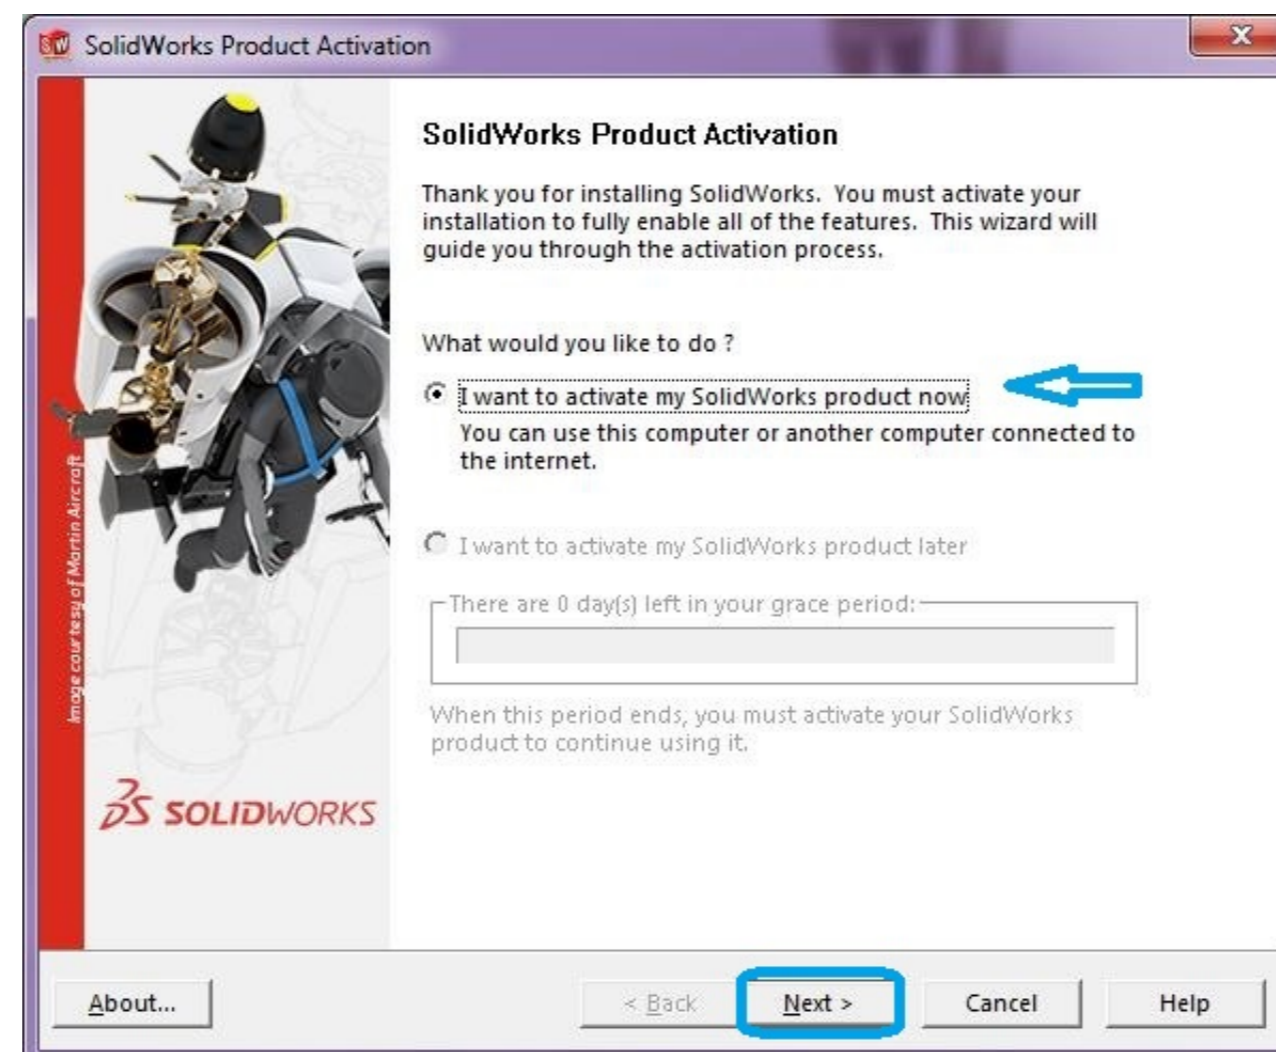 SolidWorks Product Activation
X
SolidWorks Product Activation
Thank you for installing SolidWorks. You must activate your
installation to fully enable all of the features. This wizard will
guide you through the activation process.
What would you like to do ?
I want to activate my SolidWorks product now
You can use this computer or another computer connected to
the internet.
I want to activate my SolidWorks product later
There are 0 day(s) left in your grace period:
When this period ends, you must activate your SolidWorks
product to continue using it.
Image courtesy of Martin Aircraft
SOLIDWORKS
About...
< Back
Next >
Cancel
Help